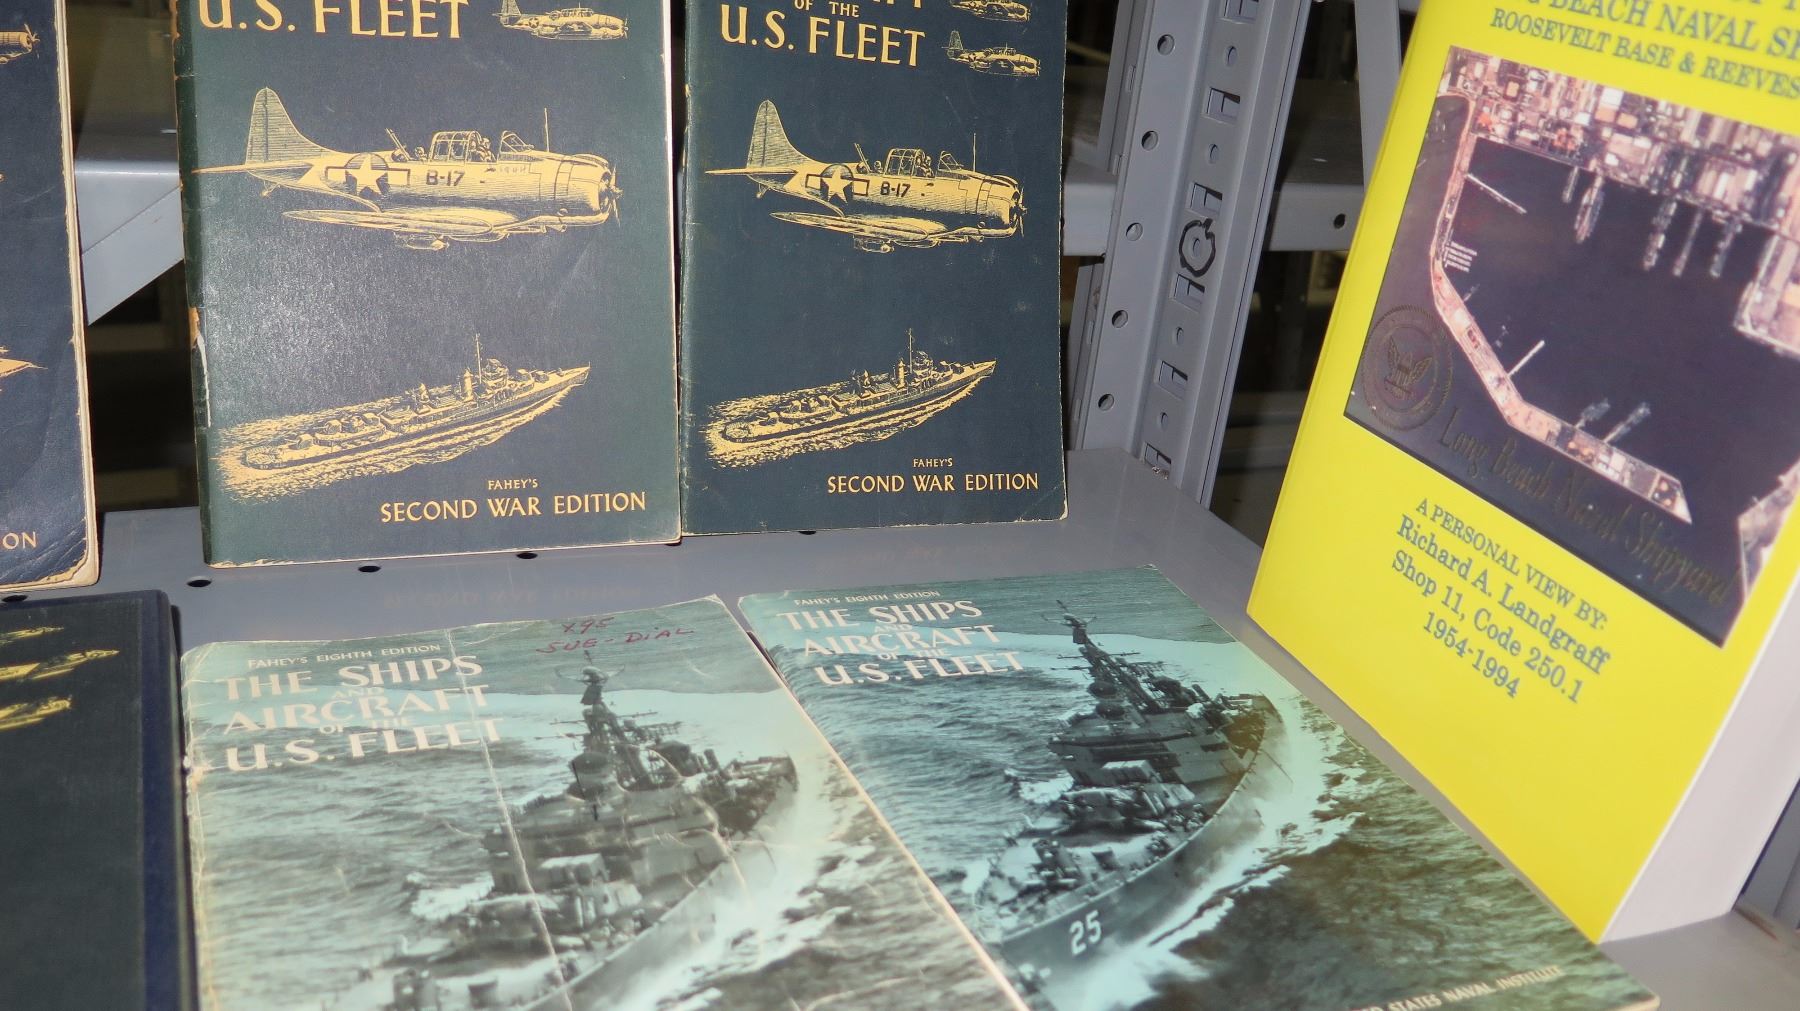 U.S. FLEET
B-17
FAHEY'S
SECOND WAR EDITION
OF THE
U.S. FLEET
B-17
FAHEY'S
SECOND WAR EDITION
ON
BEACH NAVAL
ROOSEVELT BASE & REEVES
Long Beach Naval Shipyard
A PERSONAL VIEW BY:
Richard A. Landgraff
Shop 11, Code 250.1
1954-1994
FAHEY'S EIGHTH EDITION
THE SHIPS
AND
AIRCRAFT
OF THE
U.S. FLEET
SUE-DIAL
FAHEY'S EIGHTH EDITION
THE SHIPS
AND
AIRCRAFT
OF THE
U.S. FLEET
25
STATES NAVAL INSTITUTE